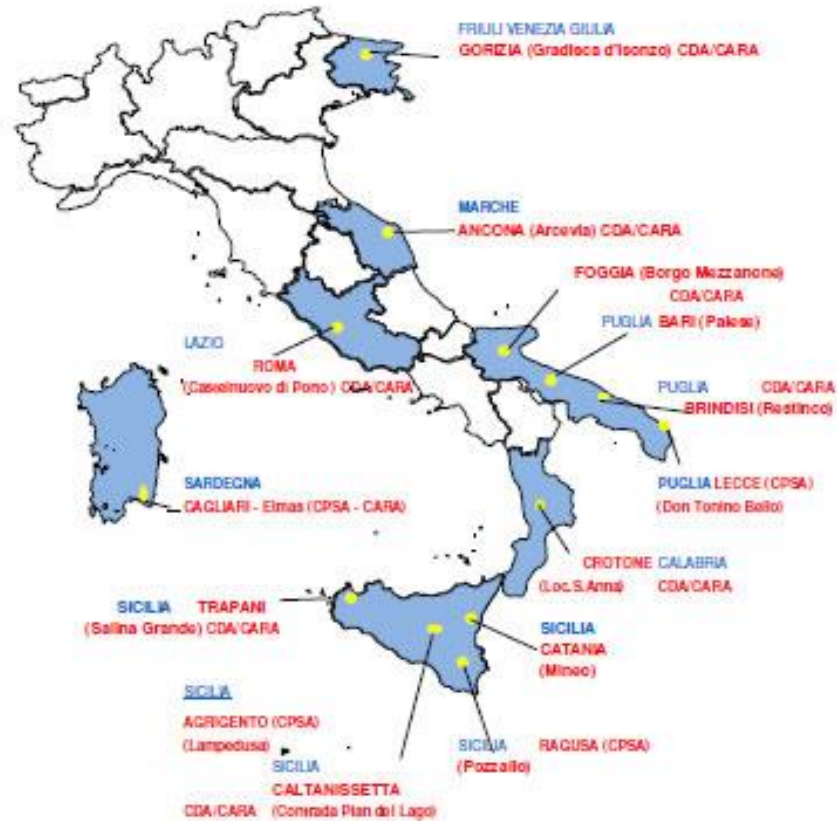 FRIULI VENEZIA GIULIA
GORIZIA (Gradisca d'Isonzo) CDA/CARA
MARCHE
ANCONA (Arcevia) CDA/CARA
FOGGIA (Borgo Mezzanone)
CDA/CARA
PUGLIA BARI (Palese)
LAZIO
ROMA
(Castelnuovo di Porto) CDA/CARA
PUGLIA CDA/CARA
BRINDISI (Restinco)
SARDEGNA
CAGLIARI - Elmas (CPSA - CARA)
PUGLIA LECCE (CPSA)
(Don Tonino Bello)
CROTONE CALABRIA
(Loc.S.Anna) CDA/CARA
SICILIA TRAPANI
(Salina Grande) CDA/CARA
SICILIA
CATANIA
(Mineo)
SICILIA
AGRIGENTO (CPSA)
(Lampedusa)
SICILIA RAGUSA (CPSA)
(Pozzallo)
SICILIA
CALTANISSETTA
CDA/CARA (Contrada Pian del Lago)